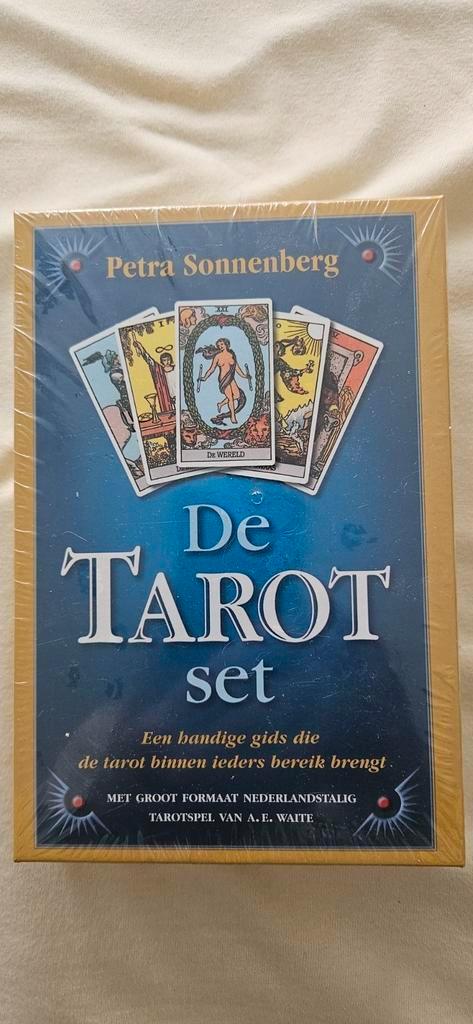 Petra Sonnenberg
XXI
DE WERELD
De
TAROT
set
Een handige gids die
de tarot binnen ieders bereik brengt
MET GROOT FORMAAT NEDERLANDSTALIG
TAROTSPEL VAN A. E. WAITE